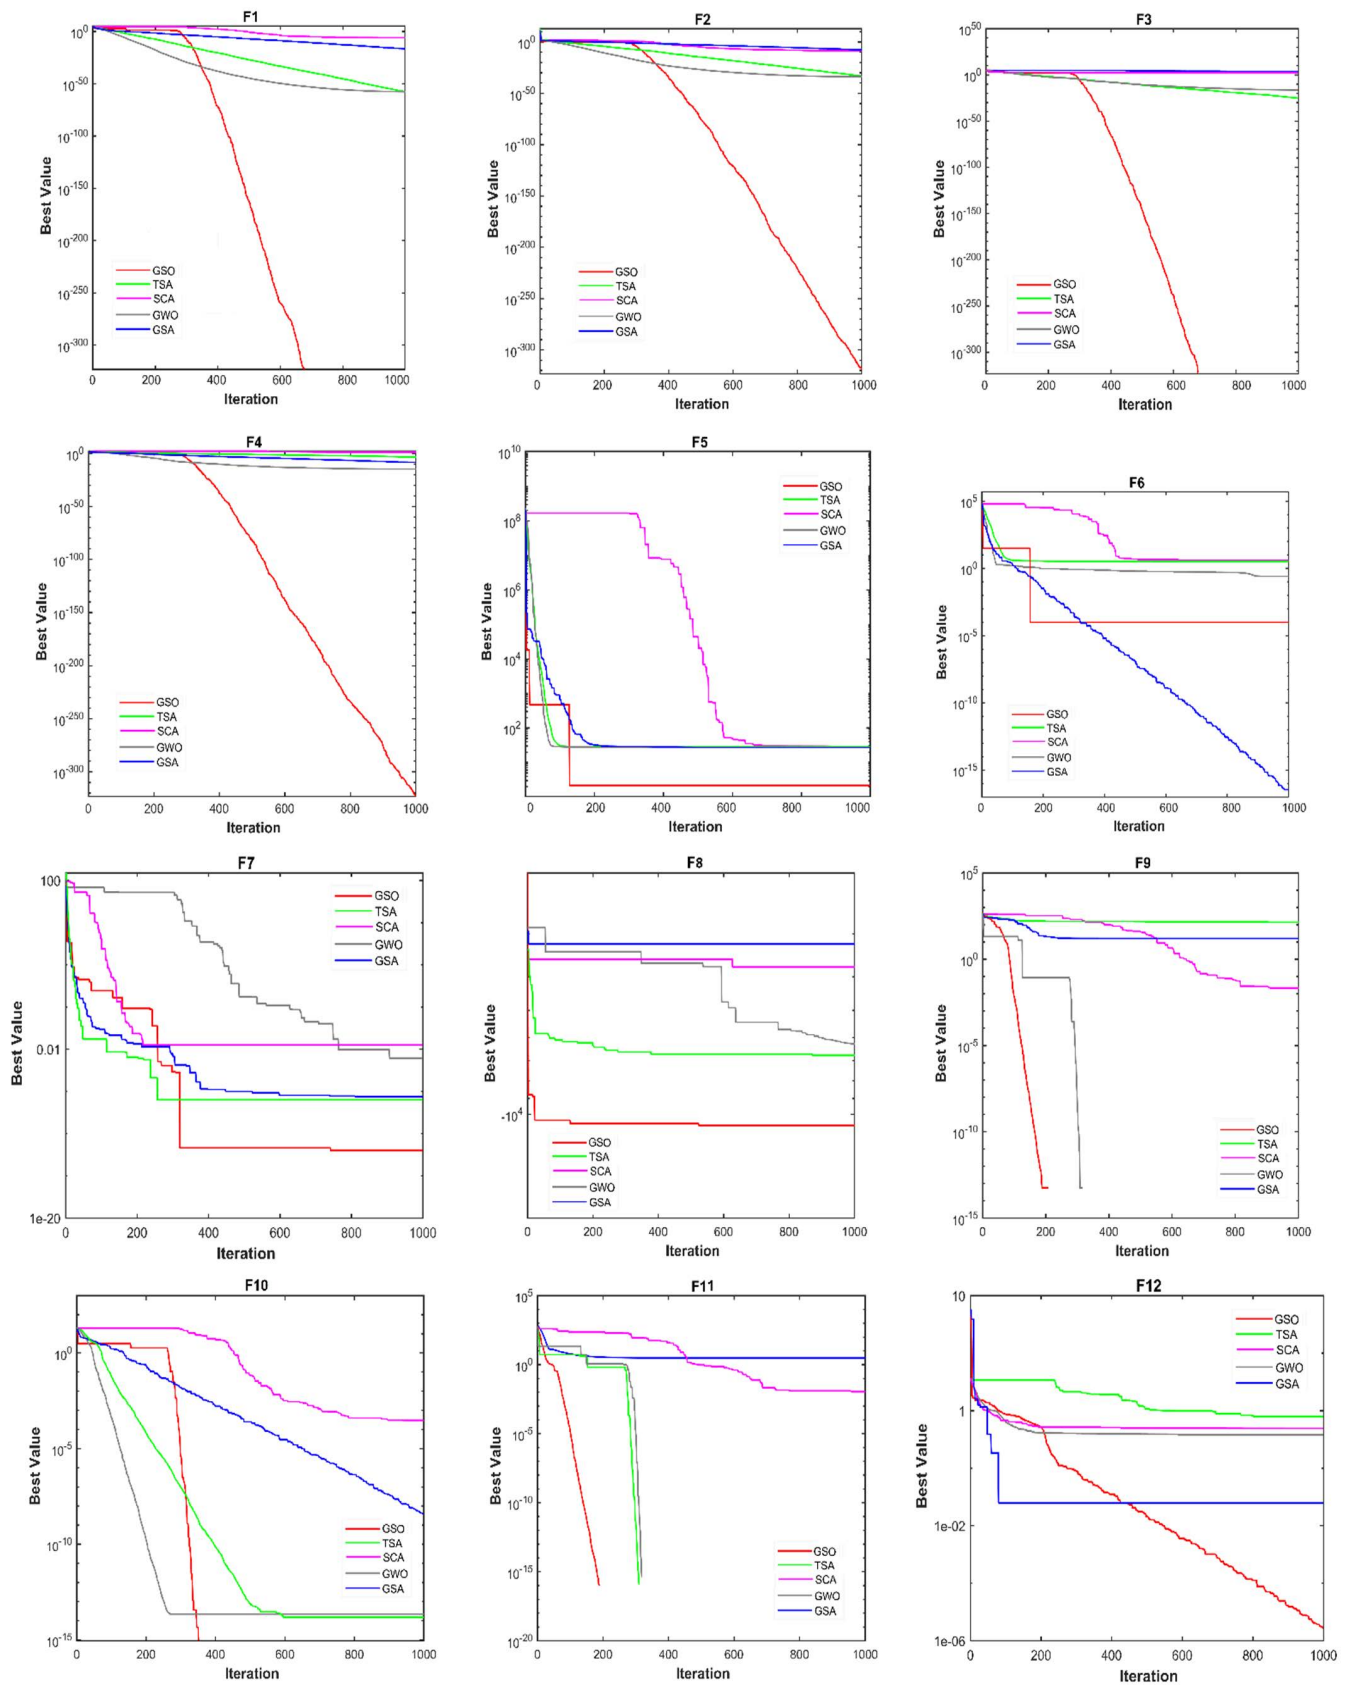 F1
10^0
10^-50
10^-100
10^-150
10^-200
10^-250
10^-300
Best Value
GSO
TSA
SCA
GWO
GSA
0 200 400 600 800 1000
Iteration
F2
10^0
10^-50
10^-100
10^-150
10^-200
10^-250
10^-300
Best Value
GSO
TSA
SCA
GWO
GSA
0 200 400 600 800 1000
Iteration
F3
10^50
10^0
10^-50
10^-100
10^-150
10^-200
10^-250
10^-300
Best Value
GSO
TSA
SCA
GWO
GSA
0 200 400 600 800 1000
Iteration
F4
10^0
10^-50
10^-100
10^-150
10^-200
10^-250
10^-300
Best Value
GSO
TSA
SCA
GWO
GSA
0 200 400 600 800 1000
Iteration
F5
10^10
10^8
10^6
10^4
10^2
Best Value
GSO
TSA
SCA
GWO
GSA
0 200 400 600 800 1000
Iteration
F6
10^5
10^0
10^-5
10^-10
10^-15
Best Value
GSO
TSA
SCA
GWO
GSA
0 200 400 600 800 1000
Iteration
F7
100
0.01
1e-20
Best Value
GSO
TSA
SCA
GWO
GSA
0 200 400 600 800 1000
Iteration
F8
-10^4
Best Value
GSO
TSA
SCA
GWO
GSA
0 200 400 600 800 1000
Iteration
F9
10^5
10^0
10^-5
10^-10
10^-15
Best Value
GSO
TSA
SCA
GWO
GSA
0 200 400 600 800 1000
Iteration
F10
10^0
10^-5
10^-10
10^-15
Best Value
GSO
TSA
SCA
GWO
GSA
0 200 400 600 800 1000
Iteration
F11
10^5
10^0
10^-5
10^-10
10^-15
10^-20
Best Value
GSO
TSA
SCA
GWO
GSA
0 200 400 600 800 1000
Iteration
F12
10
1
1e-02
1e-06
Best Value
GSO
TSA
SCA
GWO
GSA
0 200 400 600 800 1000
Iteration